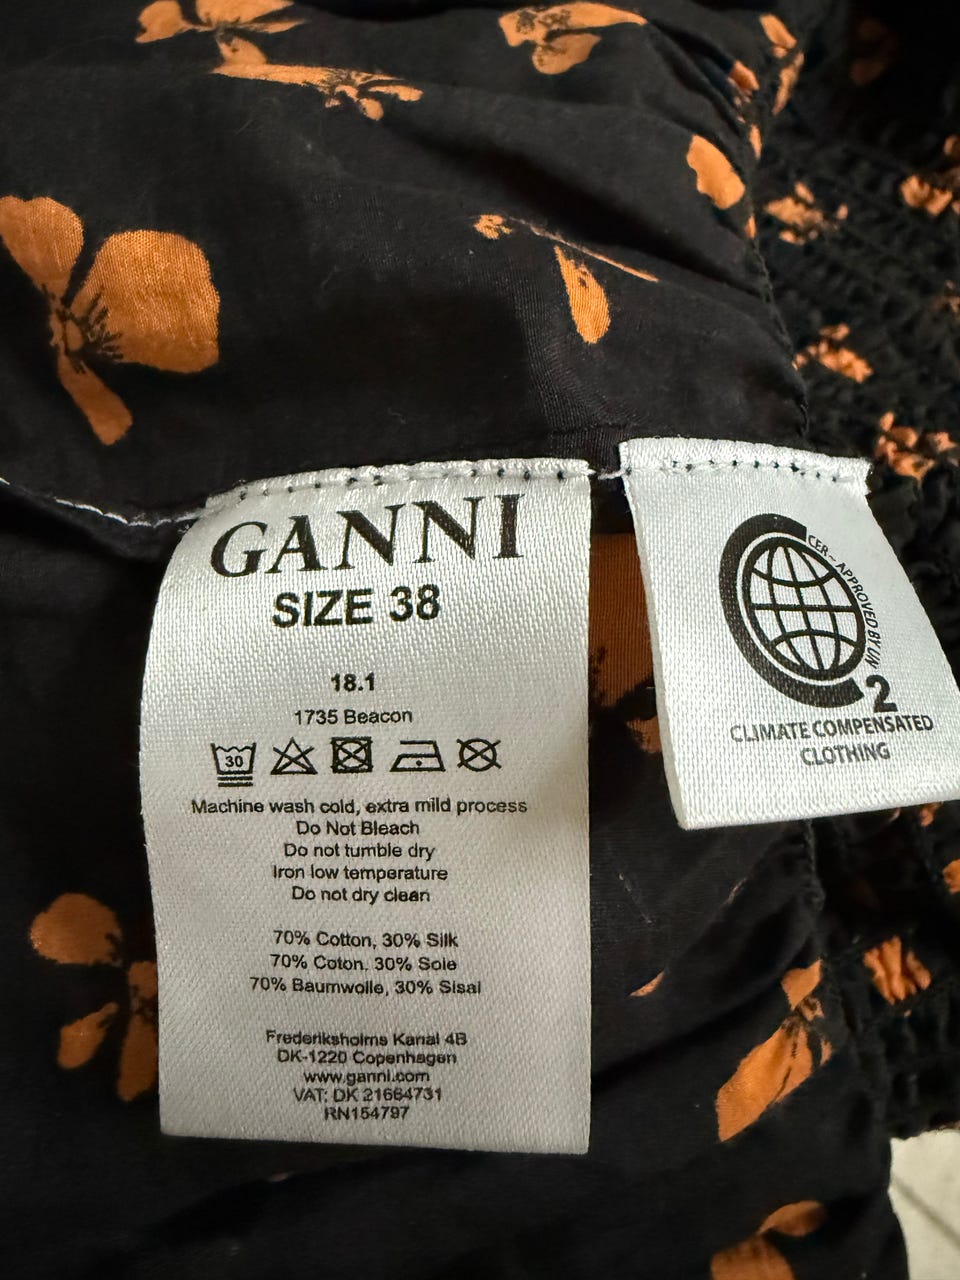 GANNI
SIZE 38
18.1
1735 Beacon
30
Machine wash cold, extra mild process
Do Not Bleach
Do not tumble dry
Iron low temperature
Do not dry clean
70% Cotton, 30% Silk
70% Coton, 30% Soie
70% Baumwolle, 30% Sisal
Frederiksholms Kanal 4B
DK-1220 Copenhagen
www.ganni.com
VAT: DK 21664731
RN154797
CER - APPROVED BY UN
2
CLIMATE COMPENSATED
CLOTHING